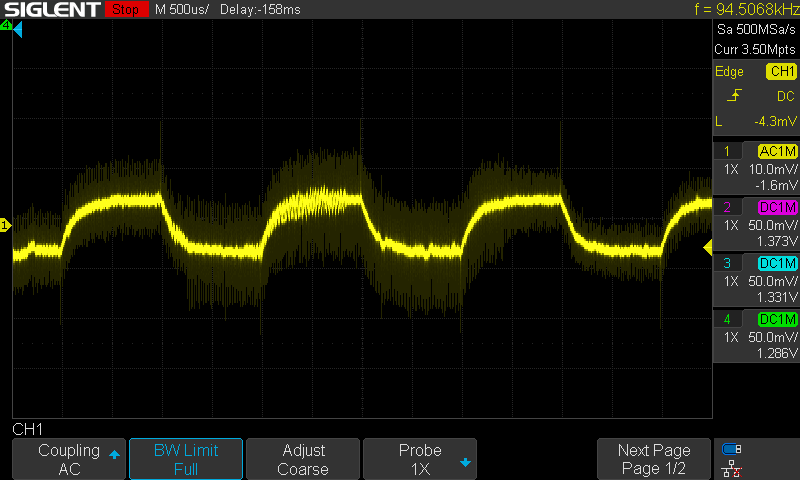 SIGLENT Stop M 500us/ Delay:-158ms f = 94.5068kHz
Sa 500MSa/s
Curr 3.50Mpts
Edge CH1
DC
L -4.3mV
1 AC1M
1X 10.0mV/
-1.6mV
2 DC1M
1X 50.0mV/
1.373V
3 DC1M
1X 50.0mV/
1.331V
4 DC1M
1X 50.0mV/
1.286V
4
1
CH1
Coupling
AC
BW Limit
Full
Adjust
Coarse
Probe
1X
Next Page
Page 1/2